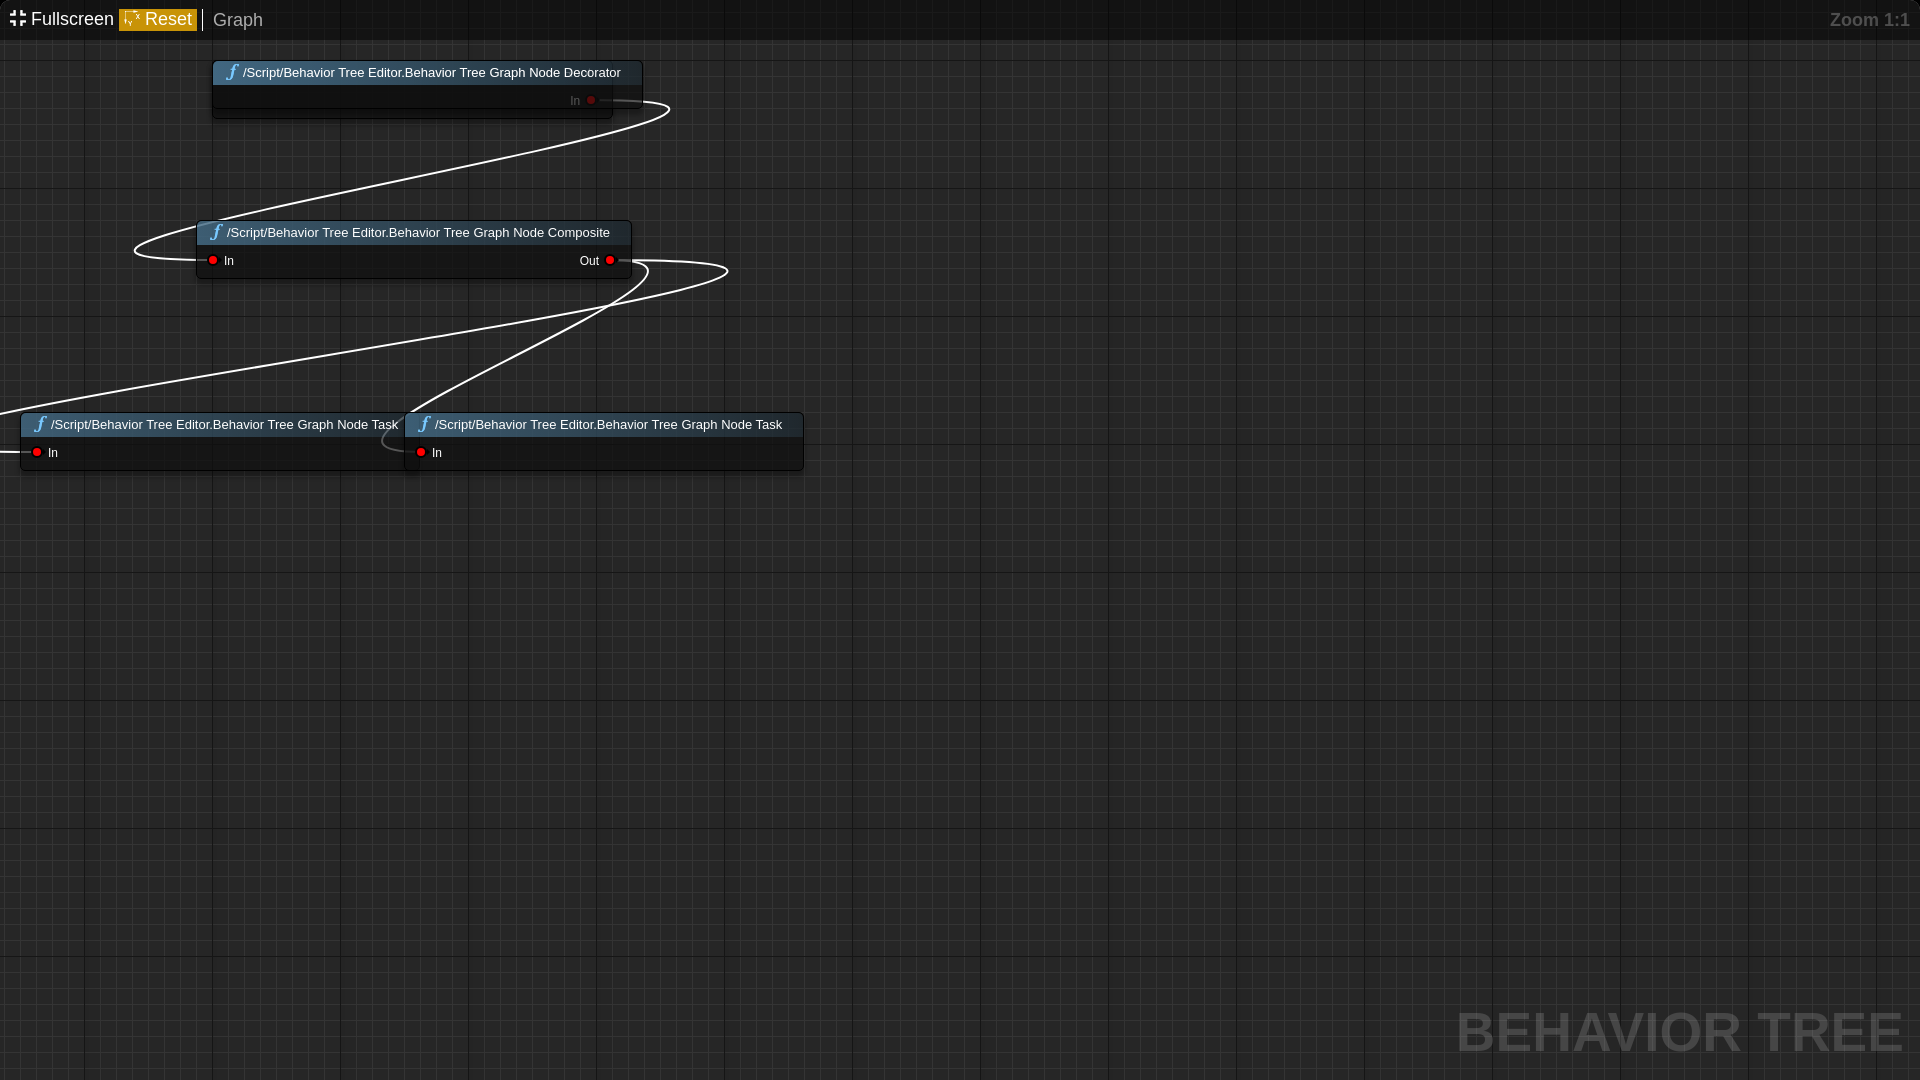 Fullscreen Reset Graph Zoom 1:1
/Script/Behavior Tree Editor.Behavior Tree Graph Node Decorator
In
/Script/Behavior Tree Editor.Behavior Tree Graph Node Composite
In Out
/Script/Behavior Tree Editor.Behavior Tree Graph Node Task
In
/Script/Behavior Tree Editor.Behavior Tree Graph Node Task
In
BEHAVIOR TREE